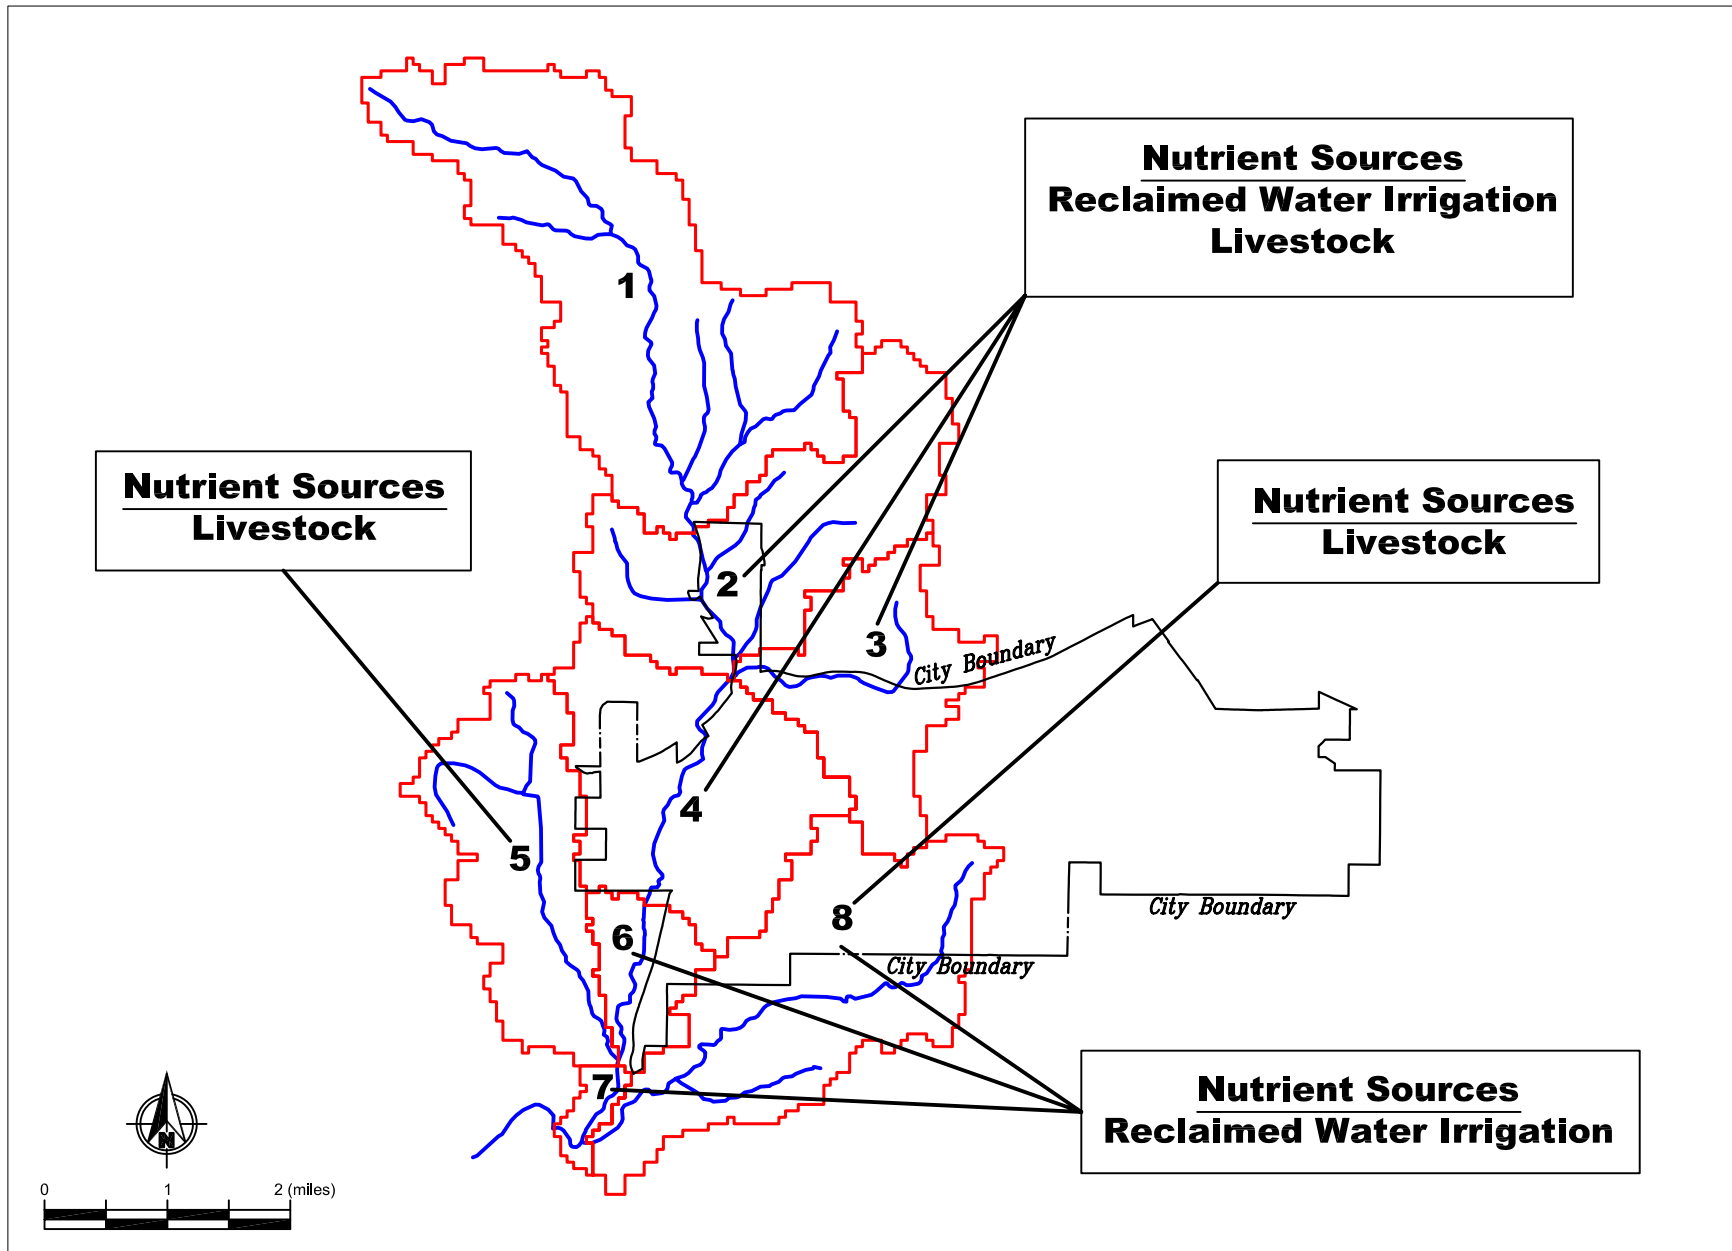 Nutrient Sources
Reclaimed Water Irrigation
Livestock
1
Nutrient Sources
Livestock
Nutrient Sources
Livestock
2
3
City Boundary
4
5
8
City Boundary
6
City Boundary
7
Nutrient Sources
Reclaimed Water Irrigation
N
0 1 2 (miles)